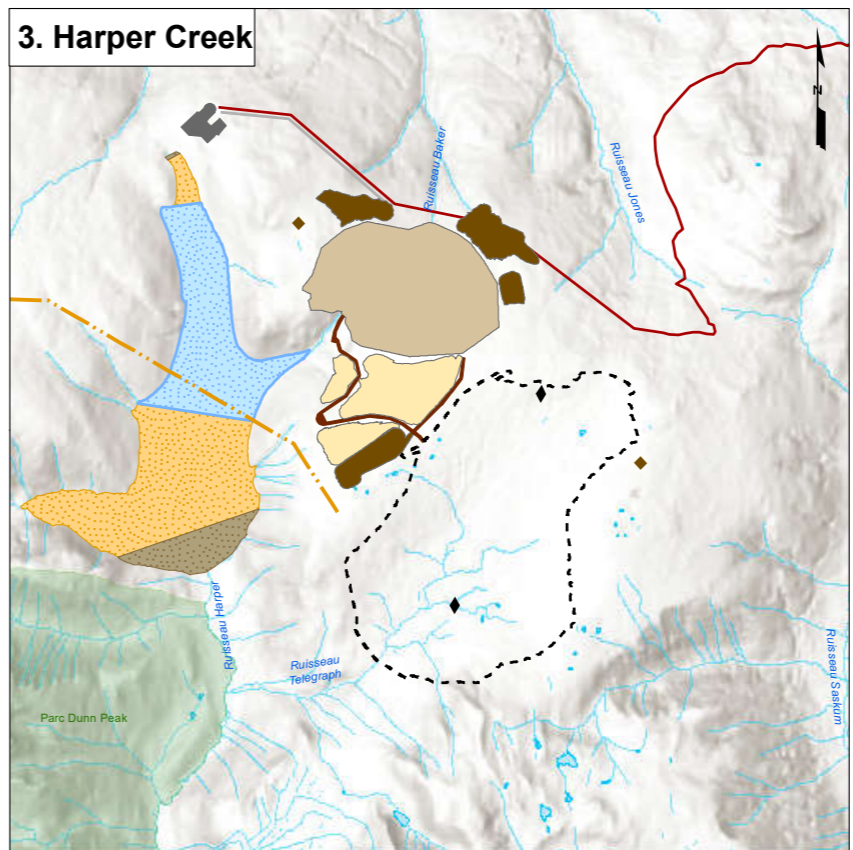 3. Harper Creek
N
Ruisseau Baker
Ruisseau Jones
Ruisseau Harper
Ruisseau
Telegraph
Ruisseau Saskum
Parc Dunn Peak